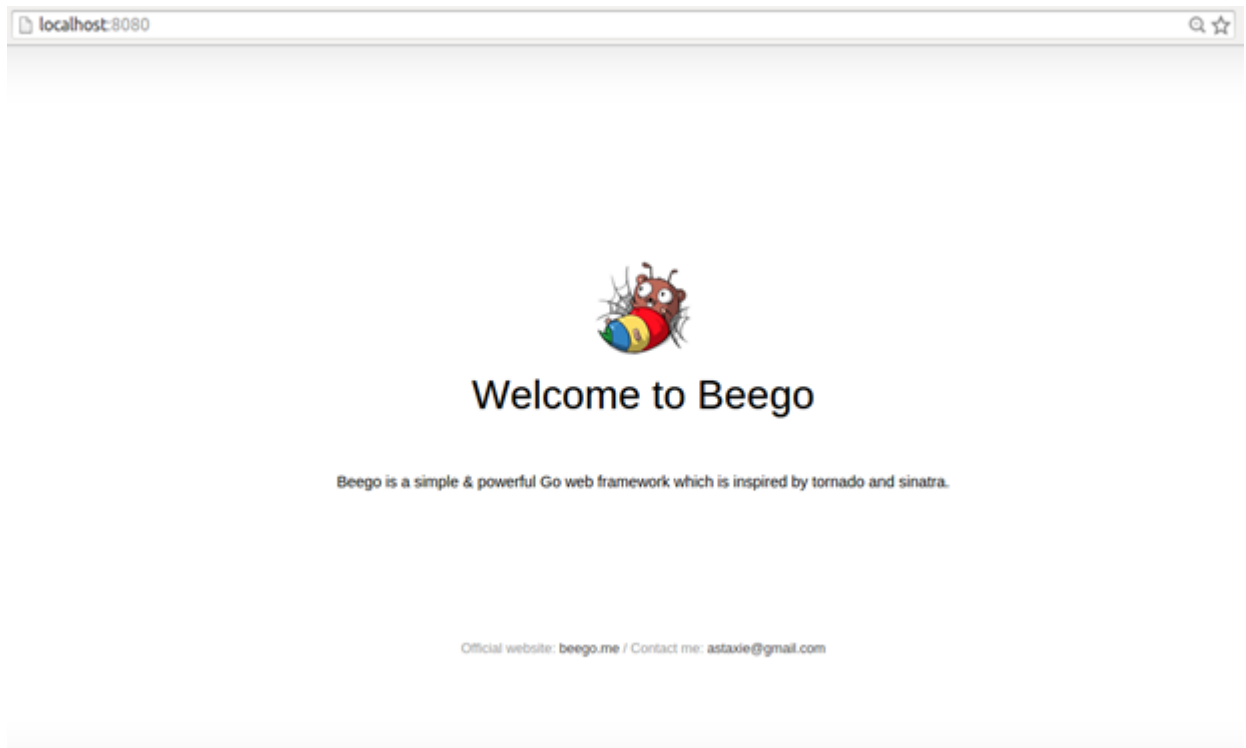 localhost:8080
Welcome to Beego
Beego is a simple & powerful Go web framework which is inspired by tornado and sinatra.
Official website: beego.me / Contact me: astaxie@gmail.com